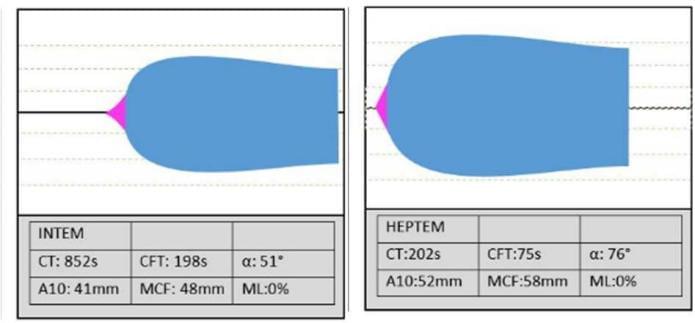 INTEM
CT: 852s CFT: 198s α: 51°
A10: 41mm MCF: 48mm ML:0%
HEPTEM
CT:202s CFT:75s α: 76°
A10:52mm MCF:58mm ML:0%